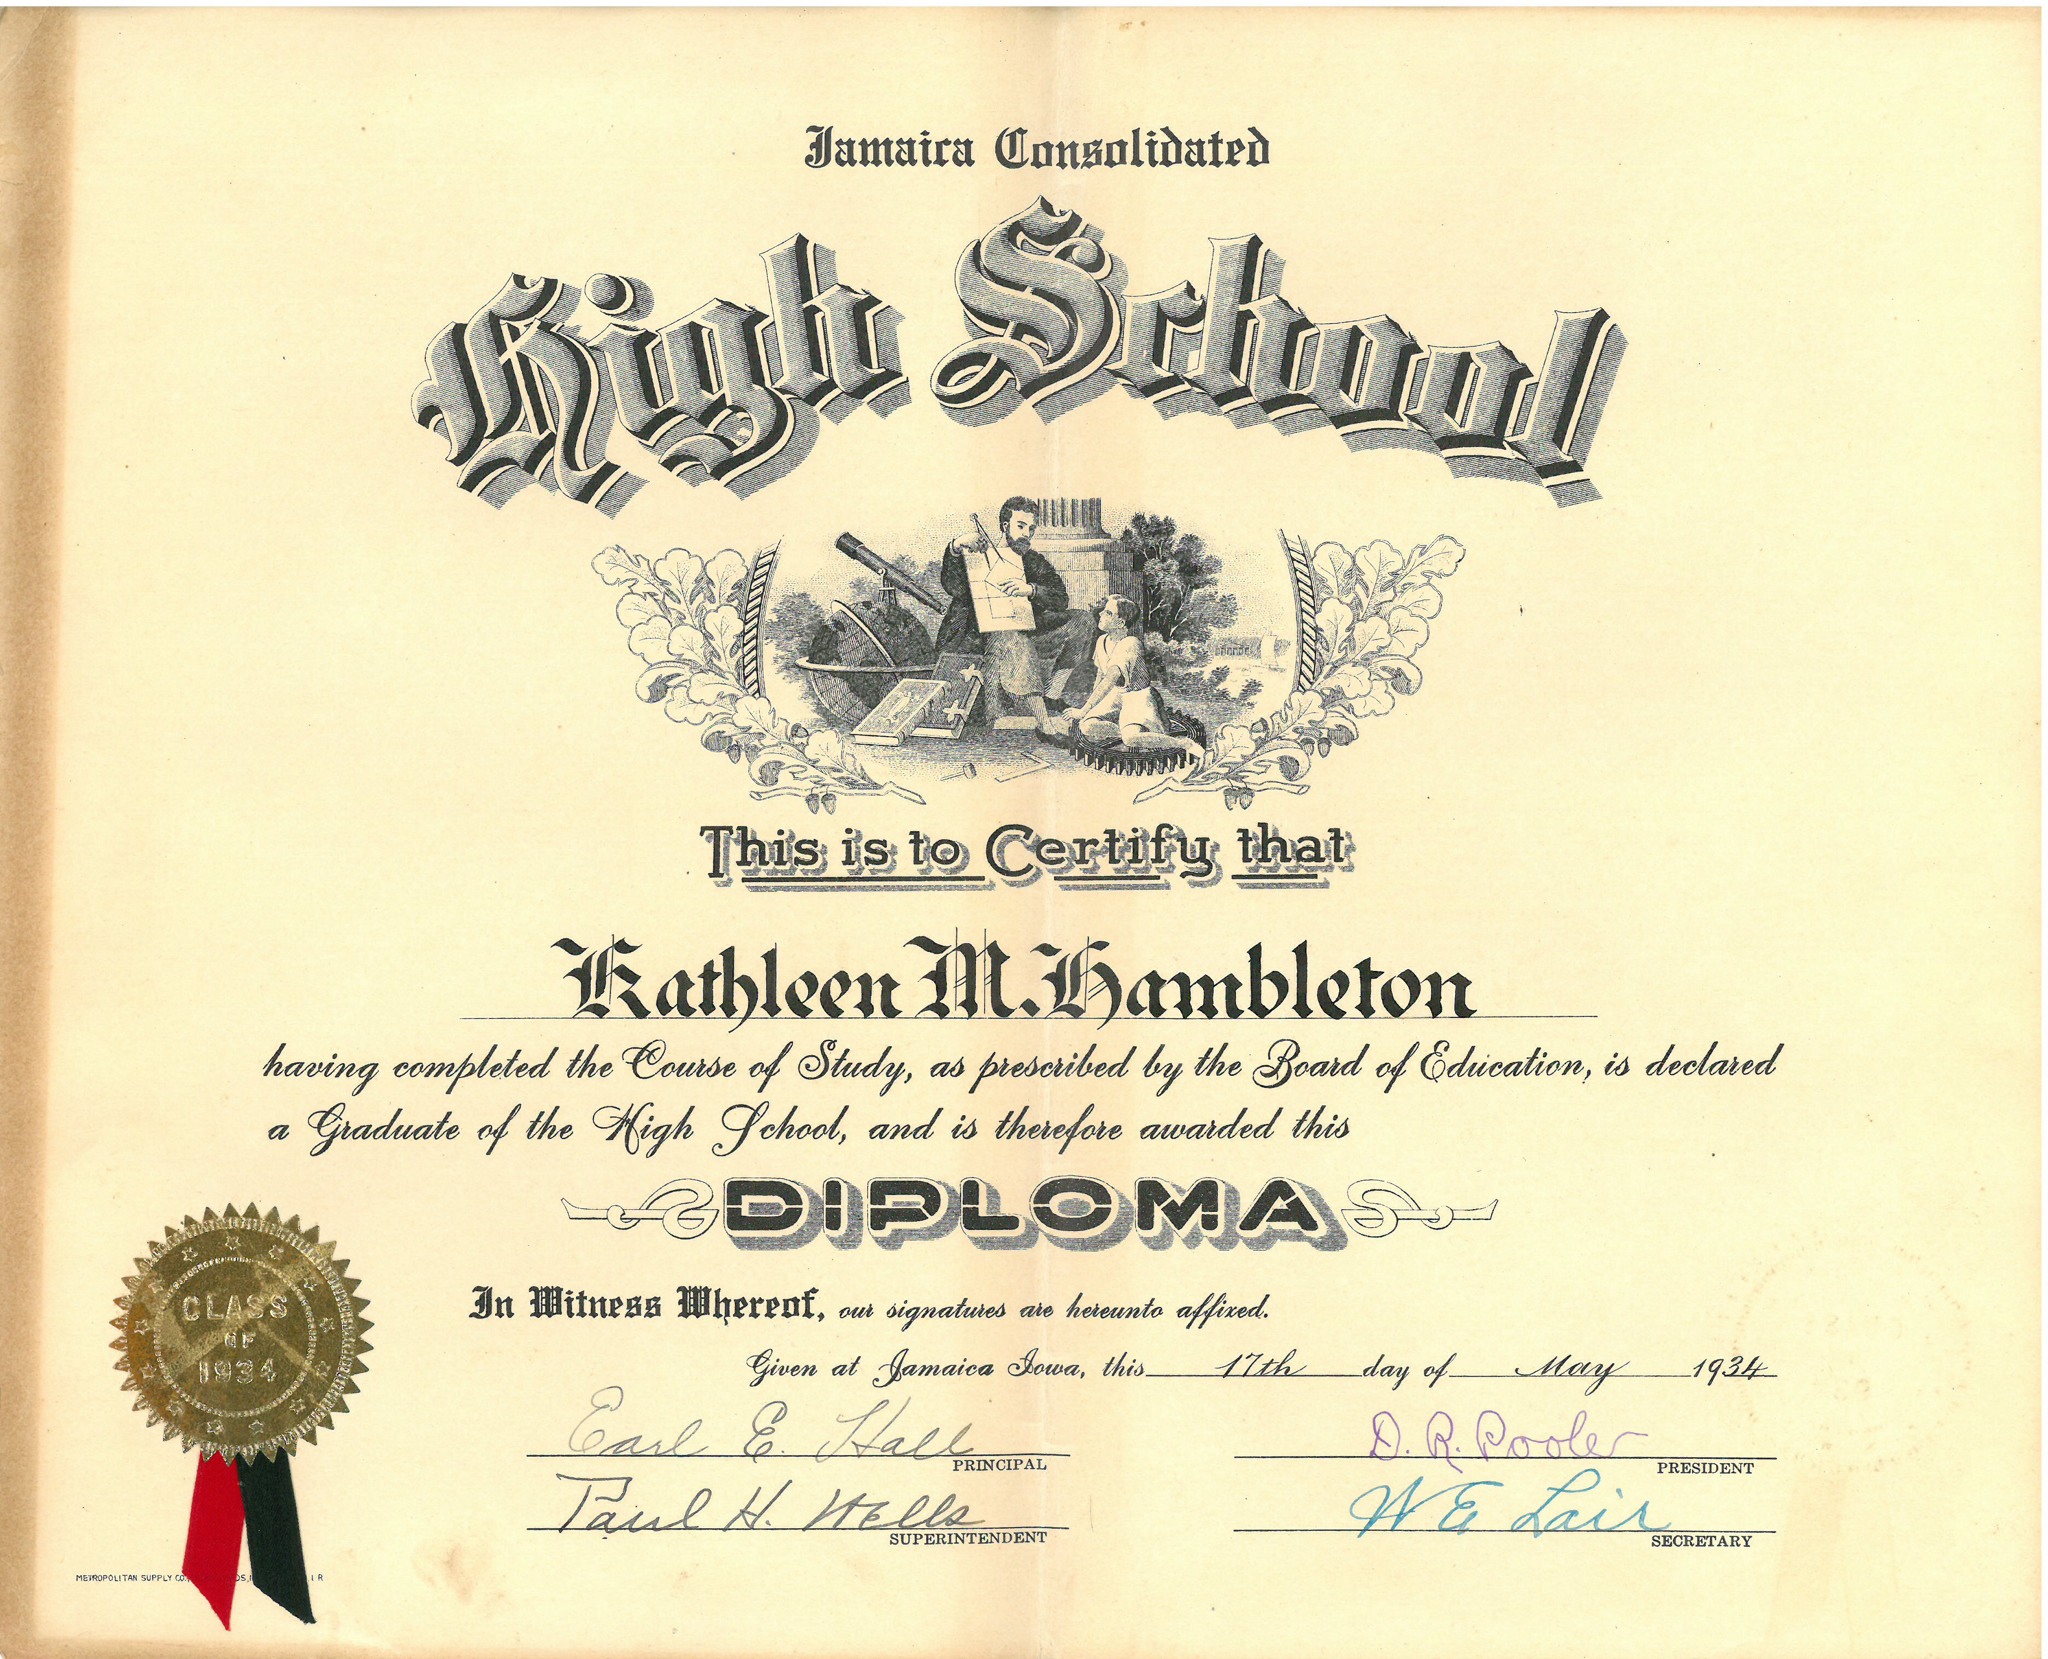 Jamaica Consolidated
High School
This is to Certify that
Kathleen M. Hambleton
having completed the Course of Study, as prescribed by the Board of Education, is declared
a Graduate of the High School, and is therefore awarded this
DIPLOMA
In Witness Whereof, our signatures are hereunto affixed.
Given at Jamaica Iowa, this 17th day of May 1934
CLASS
OF
1934
Earl E. Hall
PRINCIPAL
D. R. Pooler
PRESIDENT
Paul H. Wells
SUPERINTENDENT
W E Lair
SECRETARY
METROPOLITAN SUPPLY CO.